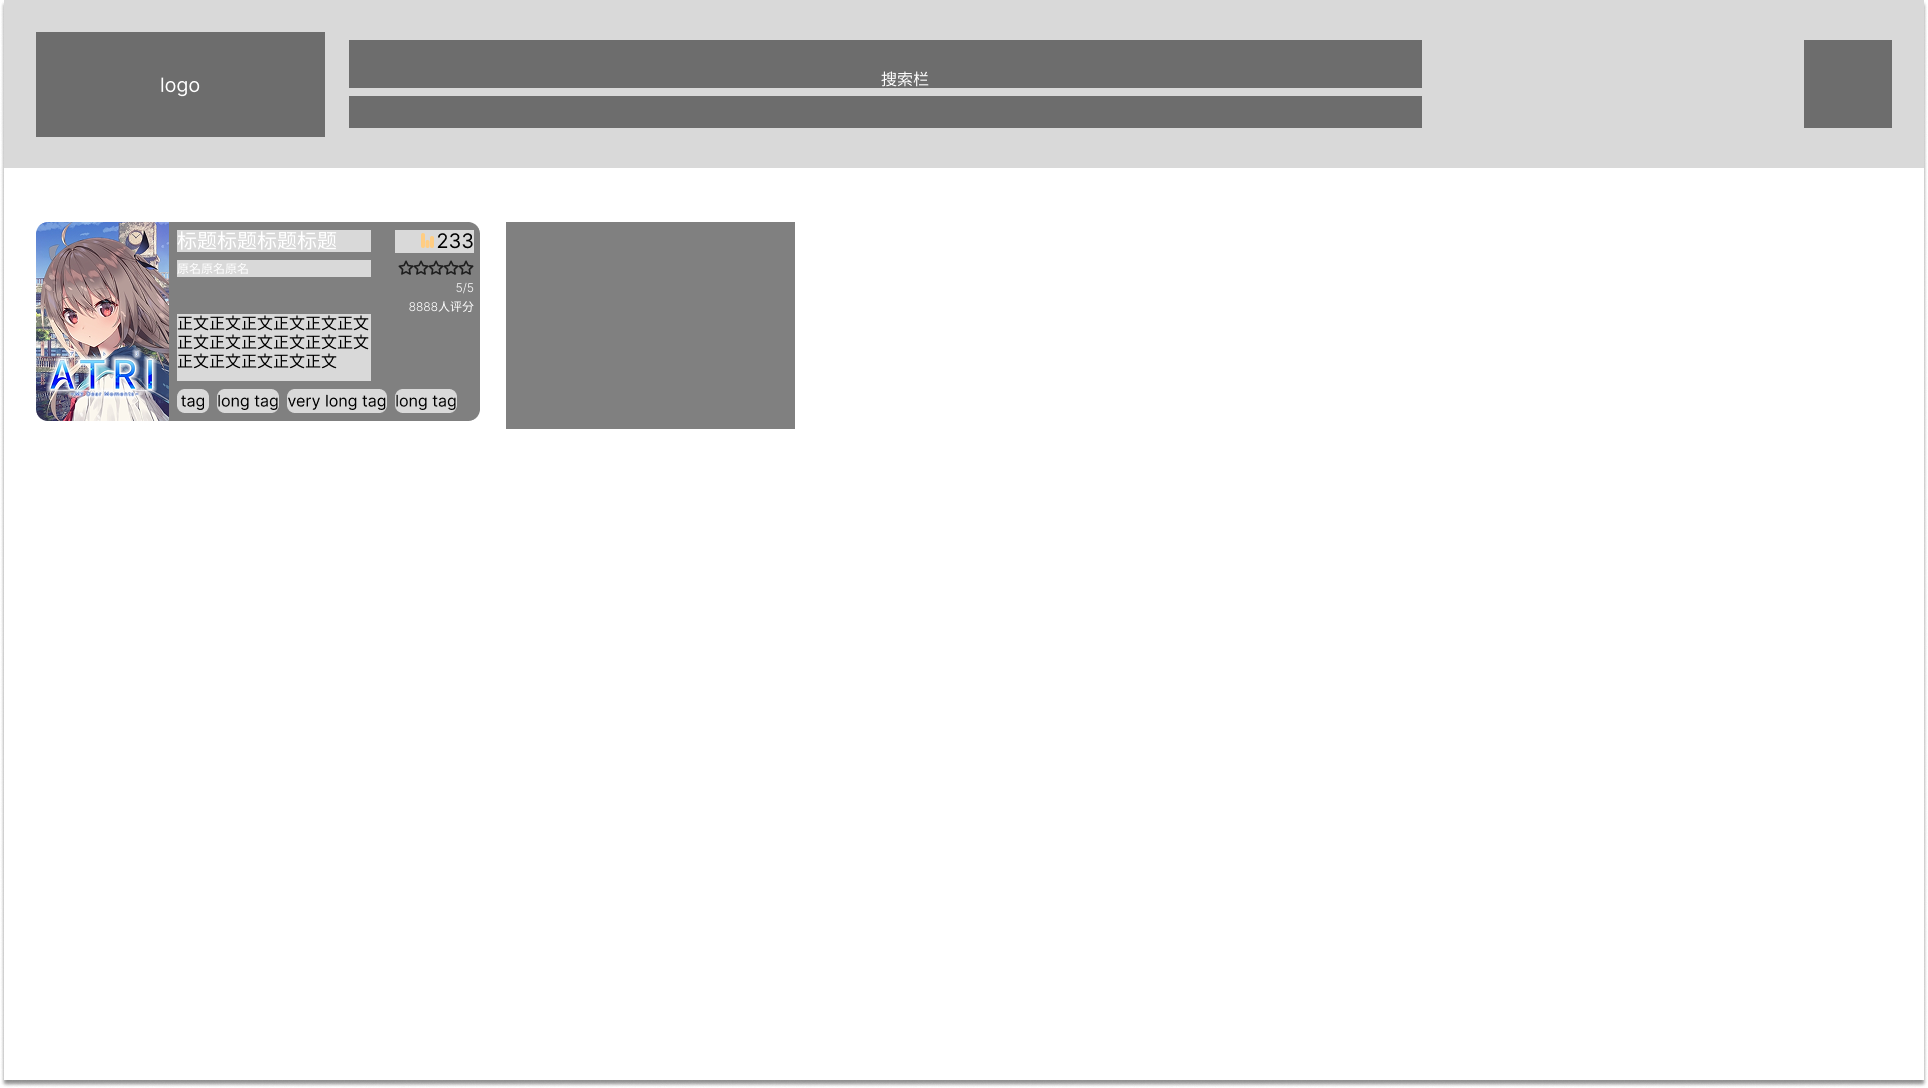 logo
搜索栏
标题标题标题标题
233
原名原名原名
5/5
8888人评分
正文正文正文正文正文正文
正文正文正文正文正文正文
正文正文正文正文正文
ATRI
-My Dear Moments-
tag
long tag
very long tag
long tag